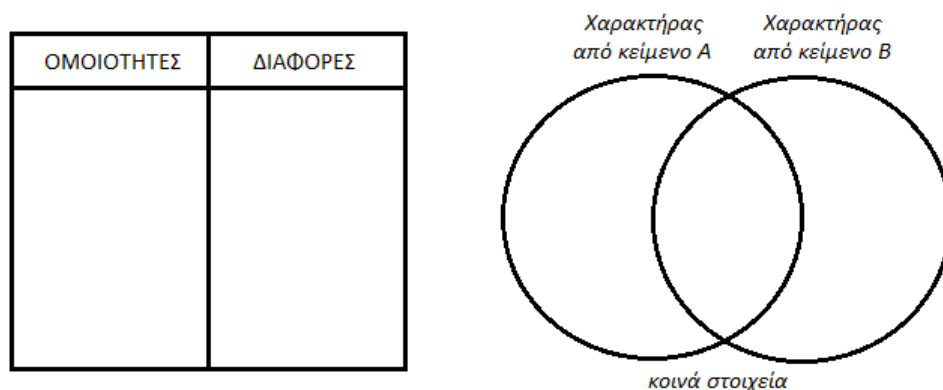 ΟΜΟΙΟΤΗΤΕΣ
ΔΙΑΦΟΡΕΣ
Χαρακτήρας
από κείμενο Α
Χαρακτήρας
από κείμενο Β
κοινά στοιχεία